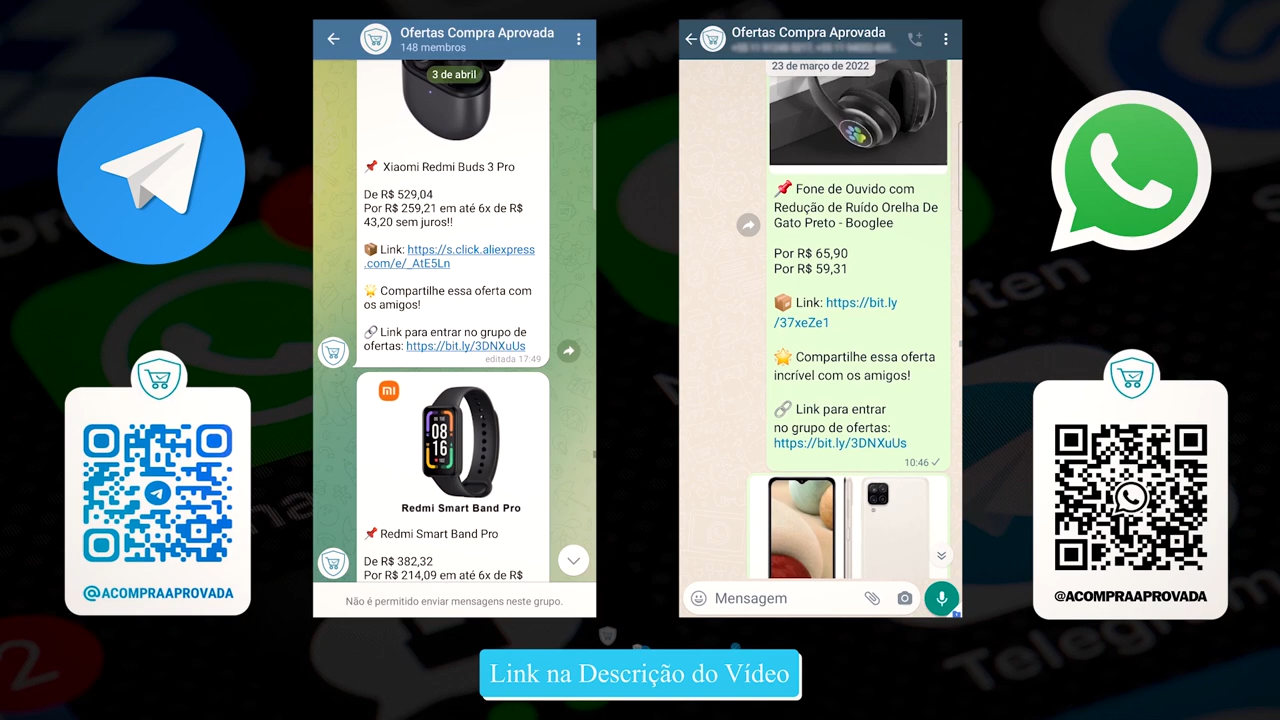 Ofertas Compra Aprovada
148 membros
3 de abril
📌 Xiaomi Redmi Buds 3 Pro
De R$ 529,04
Por R$ 259,21 em até 6x de R$
43,20 sem juros!!
📦 Link: https://s.click.aliexpress
.com/e/_AtE5Ln
🌟 Compartilhe essa oferta com
os amigos!
🔗 Link para entrar no grupo de
ofertas: https://bit.ly/3DNXuUs
editada 17:49
08
16
Redmi Smart Band Pro
📌 Redmi Smart Band Pro
De R$ 382,32
Por R$ 214,09 em até 6x de R$
Não é permitido enviar mensagens neste grupo.
Ofertas Compra Aprovada
23 de março de 2022
📌 Fone de Ouvido com
Redução de Ruído Orelha De
Gato Preto - Booglee
Por R$ 65,90
Por R$ 59,31
📦 Link: https://bit.ly
/37xeZe1
🌟 Compartilhe essa oferta
incrível com os amigos!
🔗 Link para entrar
no grupo de ofertas:
https://bit.ly/3DNXuUs
10:46
Mensagem
@ACOMPRAAPROVADA
@ACOMPRAAPROVADA
Link na Descrição do Vídeo
2
Telegram